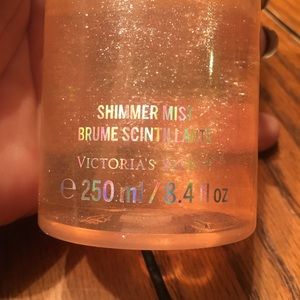 SHIMMER MIST
BRUME SCINTILLANTE
VICTORIA'S
℮ 250 ml / 8.4 fl oz